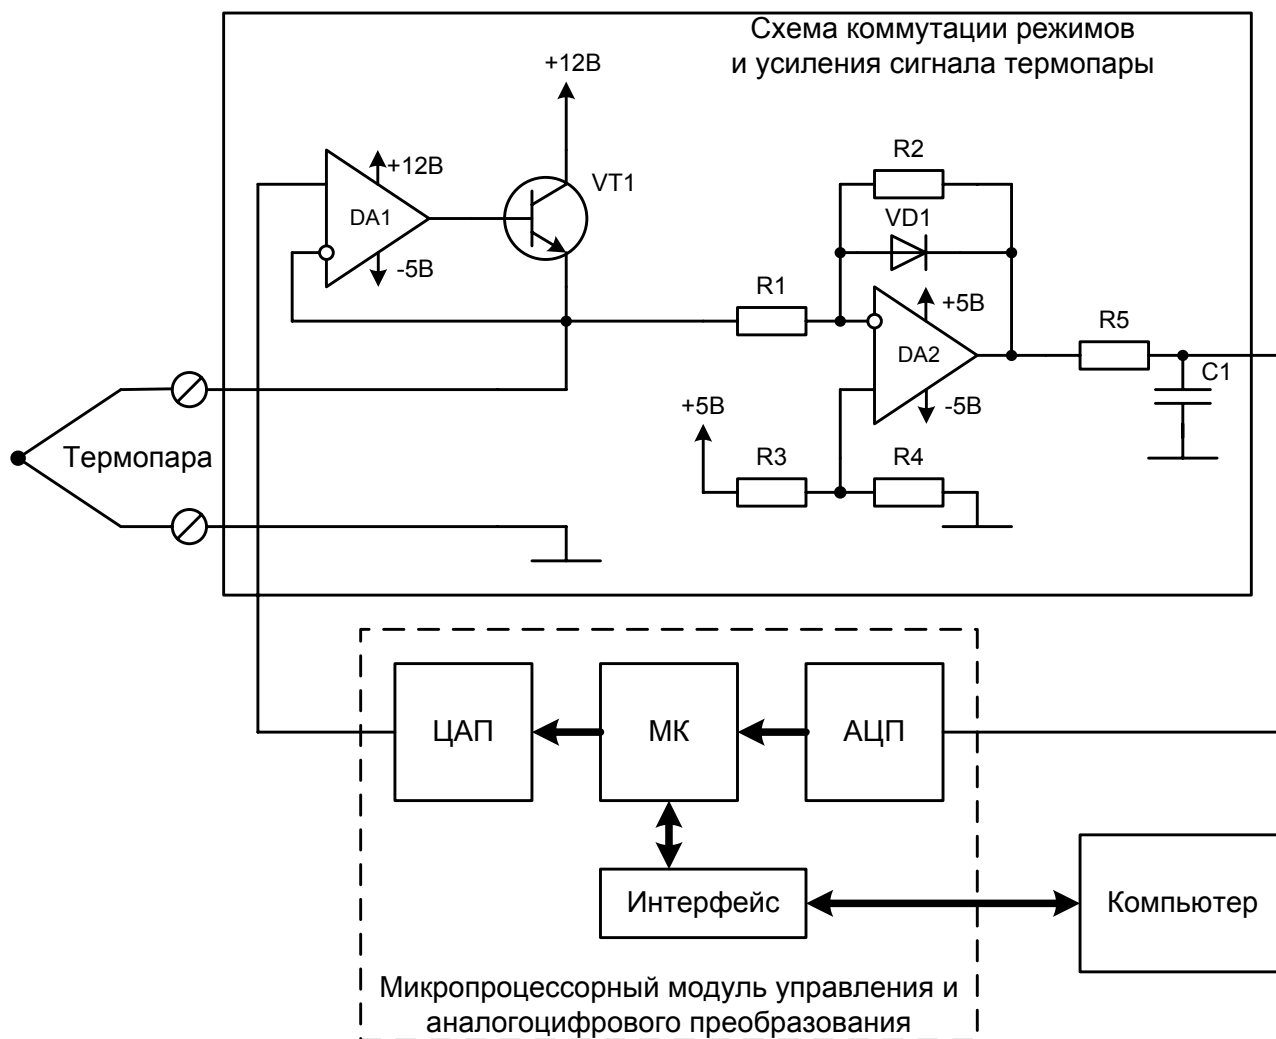 Схема коммутации режимов
и усиления сигнала термопары
+12В
+12В
DA1
VT1
-5В
R2
VD1
R1
+5В
DA2
-5В
R5
C1
+5В
R3
R4
Термопара
ЦАП
МК
АЦП
Интерфейс
Компьютер
Микропроцессорный модуль управления и
аналогоцифрового преобразования